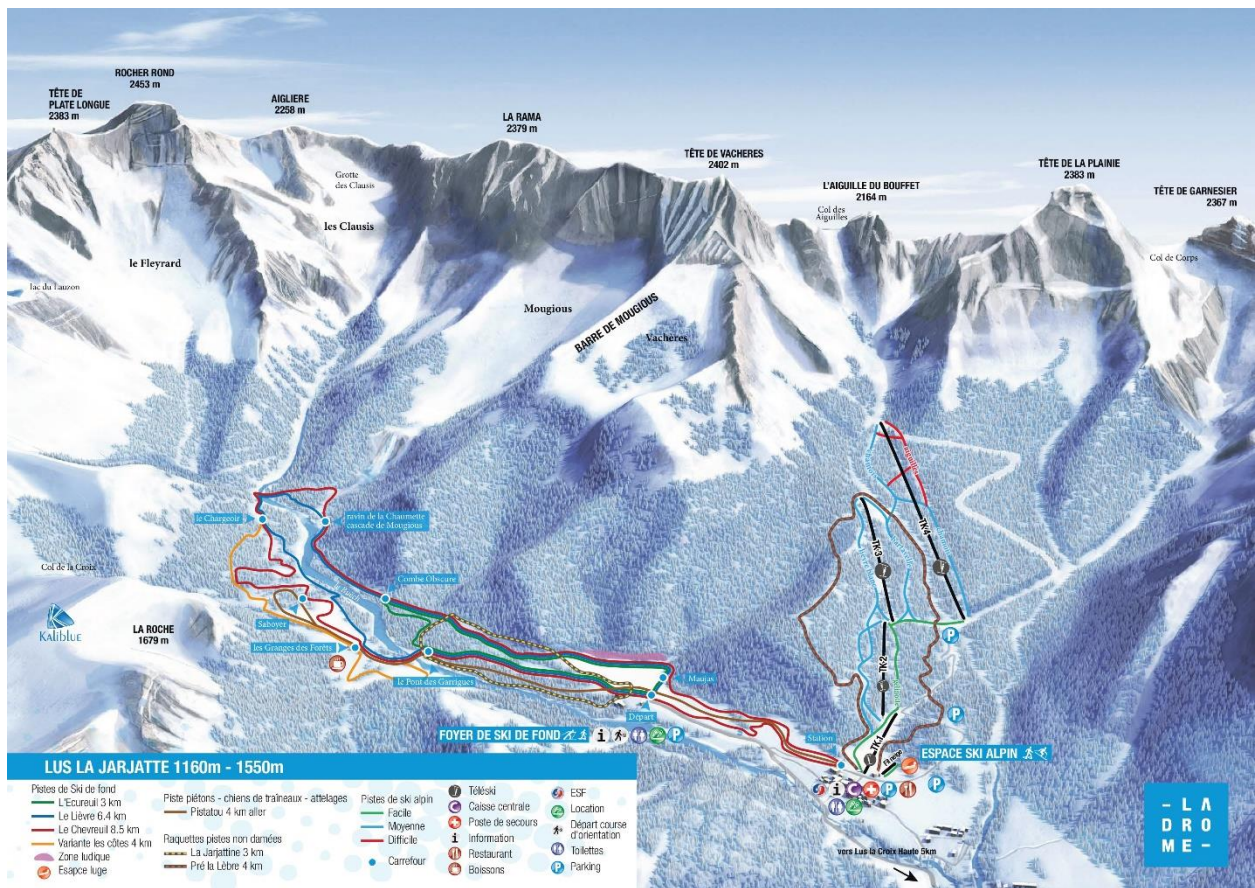 ROCHER ROND
2453 m
TÊTE DE
PLATE LONGUE
2383 m
AIGLIERE
2258 m
LA RAMA
2379 m
TÊTE DE VACHERES
2402 m
L'AIGUILLE DU BOUFFET
2164 m
TÊTE DE LA PLAINIE
2383 m
TÊTE DE GARNESIER
2367 m
Grotte
des Clausis
les Clausis
Col des
Aiguilles
Col de Corps
le Fleyrard
lac du Lauzon
Mougious
BARRE DE MOUGIOUS
Vacheres
aiguilles
TK4
TK3
TK-2
TK-1
Fil neige
le Chargeoir
ravin de la Chaumette
cascade de Mougious
Col de la Croix
Combe Obscure
KALIBLUE
LA ROCHE
1679 m
Saboyer
les Granges des Forêts
le Pont des Garrigues
Maujas
Départ
Station
FOYER DE SKI DE FOND
ESPACE SKI ALPIN
vers Lus la Croix Haute 5km
LUS LA JARJATTE 1160m - 1550m
Pistes de Ski de fond
L'Ecureuil 3 km
Le Lièvre 6.4 km
Le Chevreuil 8.5 km
Variante les côtes 4 km
Zone ludique
Esapce luge
Piste piétons - chiens de traîneaux - attelages
Pistatou 4 km aller
Raquettes pistes non damées
La Jarjattine 3 km
Pré la Lèbre 4 km
Pistes de ski alpin
Facile
Moyenne
Difficile
Carrefour
Téléski
Caisse centrale
Poste de secours
i Information
Restaurant
Boissons
ESF
Location
Départ course
d'orientation
Toilettes
P Parking
- L A
D R O
M E -